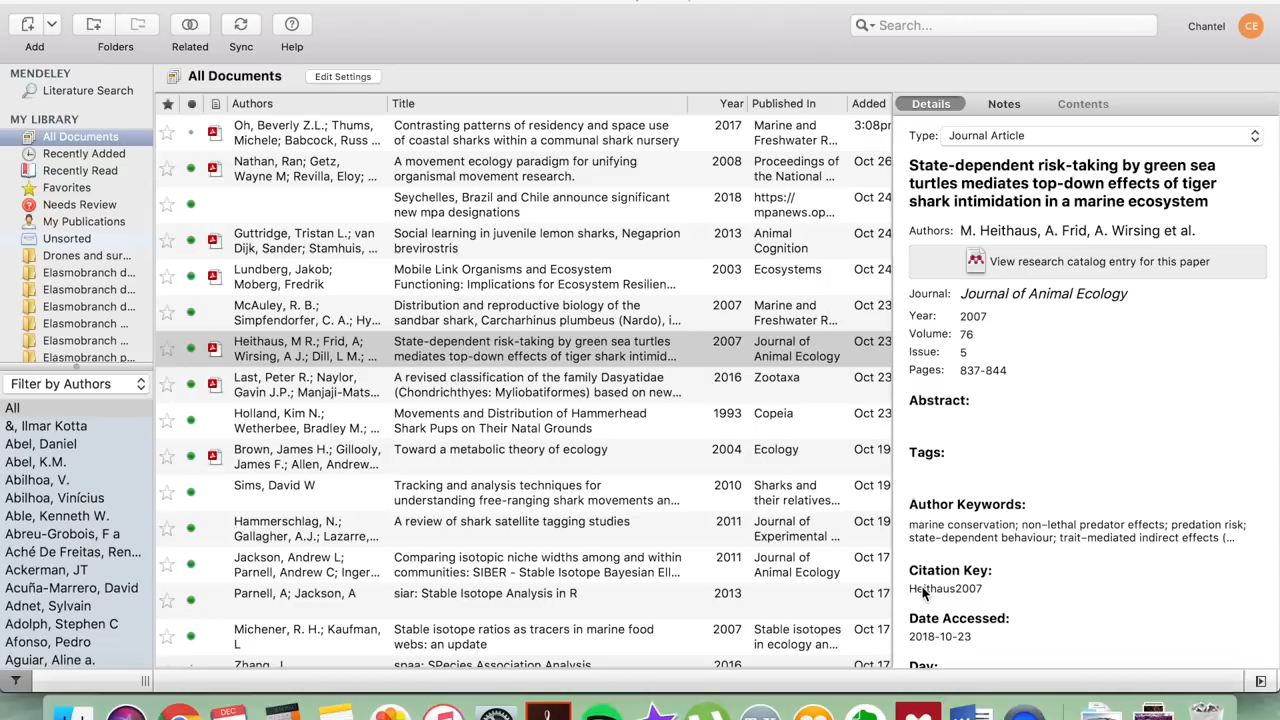 Add
Folders
Related
Sync
Help
Search...
Chantel
CE
MENDELEY
Literature Search
MY LIBRARY
All Documents
Recently Added
Recently Read
Favorites
Needs Review
My Publications
Unsorted
Drones and sur...
Elasmobranch d...
Elasmobranch d...
Elasmobranch d...
Elasmobranch ...
Elasmobranch ...
Elasmobranch p...
Filter by Authors
All
&, Ilmar Kotta
Abel, Daniel
Abel, K.M.
Abilhoa, V.
Abilhoa, Vinícius
Able, Kenneth W.
Abreu-Grobois, F a
Aché De Freitas, Ren...
Ackerman, JT
Acuña-Marrero, David
Adnet, Sylvain
Adolph, Stephen C
Afonso, Pedro
Aguiar, Aline a.
All Documents
Edit Settings
Authors Title Year Published In Added
Oh, Beverly Z.L.; Thums, Contrasting patterns of residency and space use 2017 Marine and 3:08pm
Michele; Babcock, Russ ... of coastal sharks within a communal shark nursery Freshwater R...
Nathan, Ran; Getz, A movement ecology paradigm for unifying 2008 Proceedings of Oct 26
Wayne M; Revilla, Eloy; ... organismal movement research. the National ...
Seychelles, Brazil and Chile announce significant 2018 https:// Oct 24
new mpa designations mpanews.op...
Guttridge, Tristan L.; van Social learning in juvenile lemon sharks, Negaprion 2013 Animal Oct 24
Dijk, Sander; Stamhuis, ... brevirostris Cognition
Lundberg, Jakob; Mobile Link Organisms and Ecosystem 2003 Ecosystems Oct 24
Moberg, Fredrik Functioning: Implications for Ecosystem Resilien...
McAuley, R. B.; Distribution and reproductive biology of the 2007 Marine and Oct 23
Simpfendorfer, C. A.; Hy... sandbar shark, Carcharhinus plumbeus (Nardo), i... Freshwater R...
Heithaus, M R.; Frid, A; State-dependent risk-taking by green sea 2007 Journal of Oct 23
Wirsing, A J.; Dill, L M.; ... turtles mediates top-down effects of tiger shark intimid... Animal Ecology
Last, Peter R.; Naylor, A revised classification of the family Dasyatidae 2016 Zootaxa Oct 23
Gavin J.P.; Manjaji-Mats... (Chondrichthyes: Myliobatiformes) based on new...
Holland, Kim N.; Movements and Distribution of Hammerhead 1993 Copeia Oct 23
Wetherbee, Bradley M.; ... Shark Pups on Their Natal Grounds
Brown, James H.; Gillooly, Toward a metabolic theory of ecology 2004 Ecology Oct 19
James F.; Allen, Andrew...
Sims, David W Tracking and analysis techniques for 2010 Sharks and Oct 19
understanding free-ranging shark movements an... their relatives...
Hammerschlag, N.; A review of shark satellite tagging studies 2011 Journal of Oct 19
Gallagher, A.J.; Lazarre,... Experimental ...
Jackson, Andrew L; Comparing isotopic niche widths among and within 2011 Journal of Oct 17
Parnell, Andrew C; Inger... communities: SIBER - Stable Isotope Bayesian Ell... Animal Ecology
Parnell, A; Jackson, A siar: Stable Isotope Analysis in R 2013 Oct 17
Michener, R. H.; Kaufman, Stable isotope ratios as tracers in marine food 2007 Stable isotopes Oct 17
L webs: an update in ecology an...
Zhang, L spaa: SPecies Association Analysis 2016 Oct 17
Details Notes Contents
Type: Journal Article
State-dependent risk-taking by green sea
turtles mediates top-down effects of tiger
shark intimidation in a marine ecosystem
Authors: M. Heithaus, A. Frid, A. Wirsing et al.
View research catalog entry for this paper
Journal: Journal of Animal Ecology
Year: 2007
Volume: 76
Issue: 5
Pages: 837-844
Abstract:
Tags:
Author Keywords:
marine conservation; non-lethal predator effects; predation risk;
state-dependent behaviour; trait-mediated indirect effects (...
Citation Key:
Heithaus2007
Date Accessed:
2018-10-23
Day:
DEC